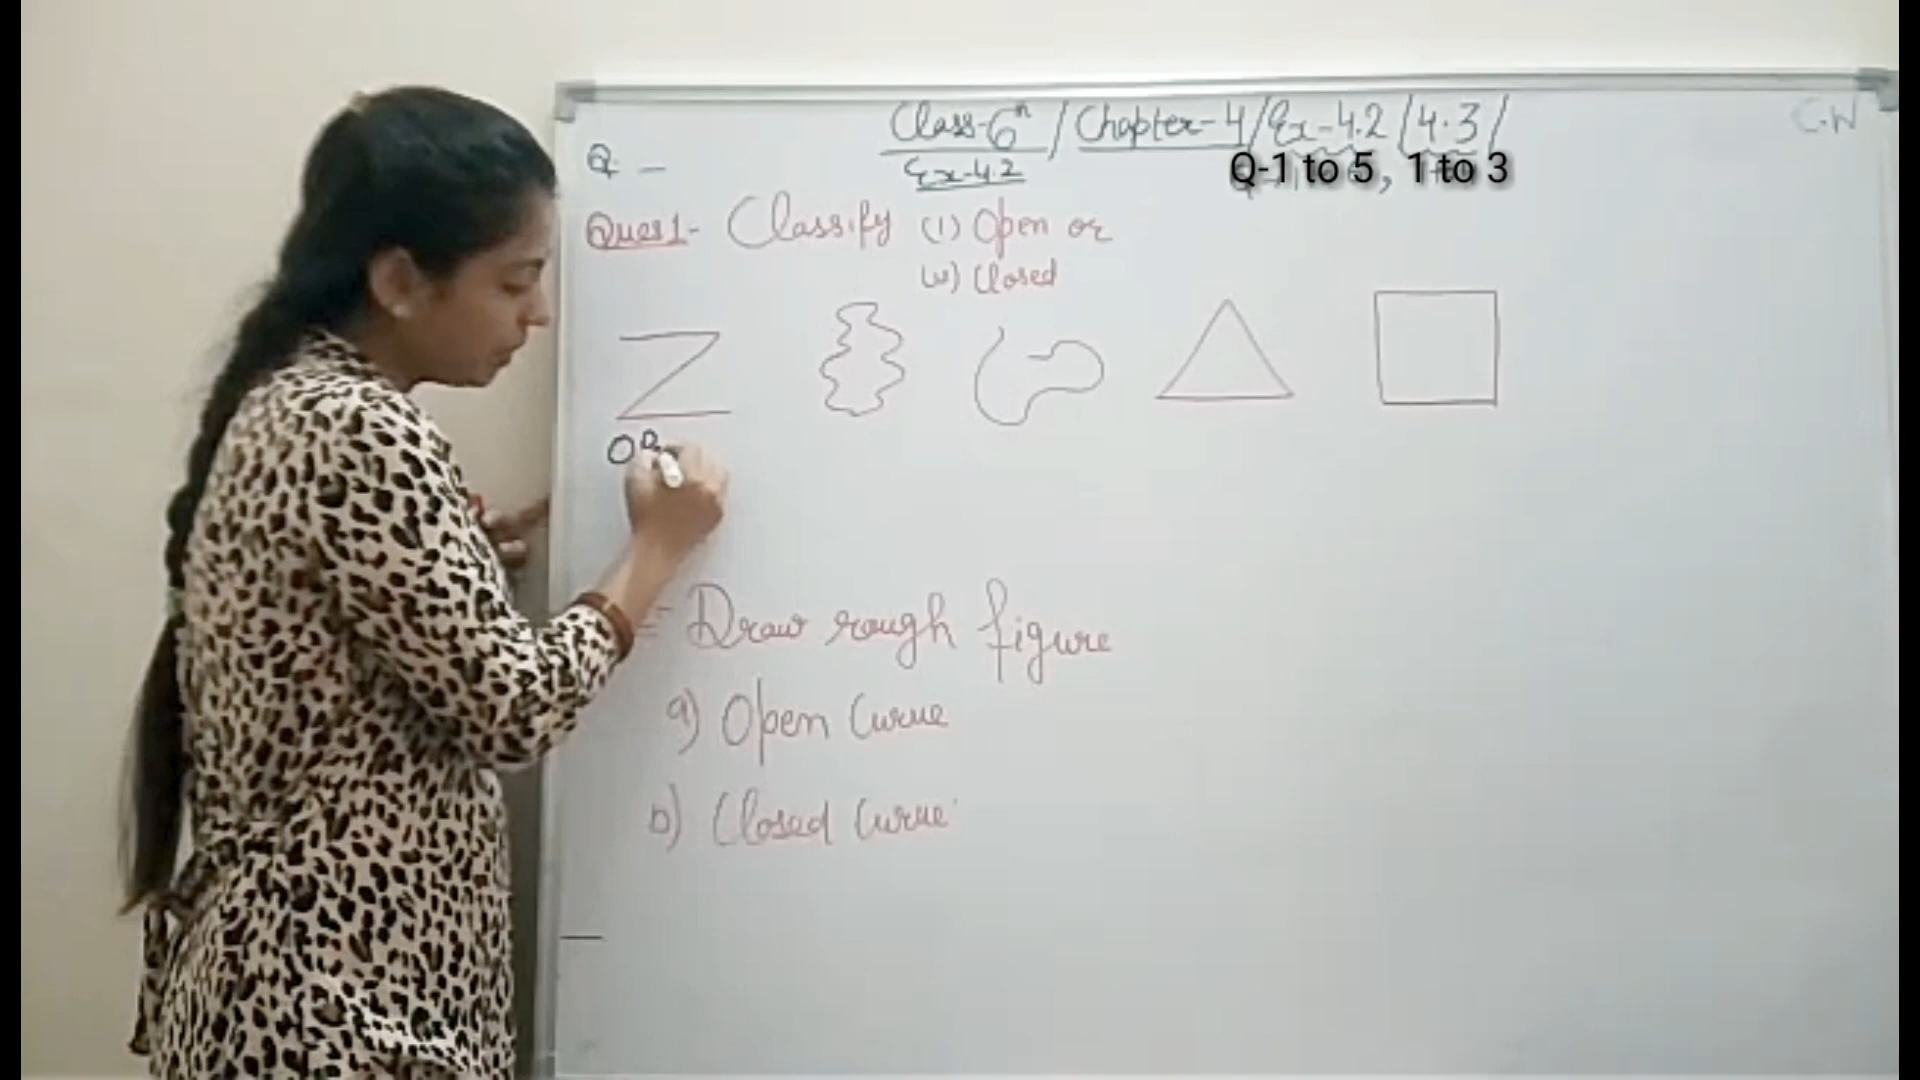 Class-6th / Chapter-4 / Ex-4.2 / 4.3 /
C.W
Q. —
Ex-4.2
Q-1 to 5, 1 to 3
Ques1- Classify (i) Open or
(ii) Closed
Z
Op
= Draw rough figure
a) Open Curve
b) Closed Curve